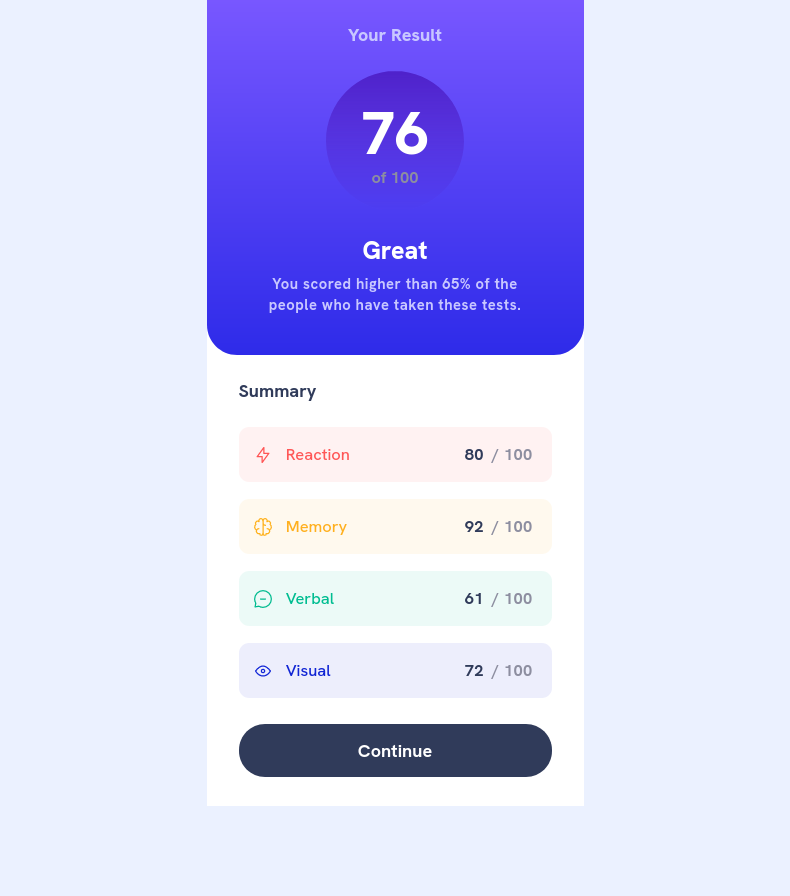 Your Result
76
of 100
Great
You scored higher than 65% of the
people who have taken these tests.
Summary
Reaction 80 / 100
Memory 92 / 100
Verbal 61 / 100
Visual 72 / 100
Continue